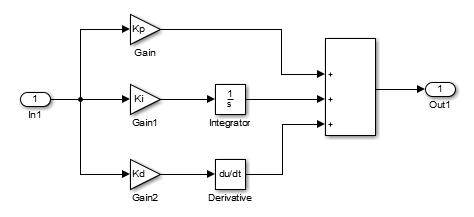 Kp
Gain
+
1
In1
Ki
Gain1
1
s
Integrator
+
1
Out1
+
Kd
Gain2
du/dt
Derivative